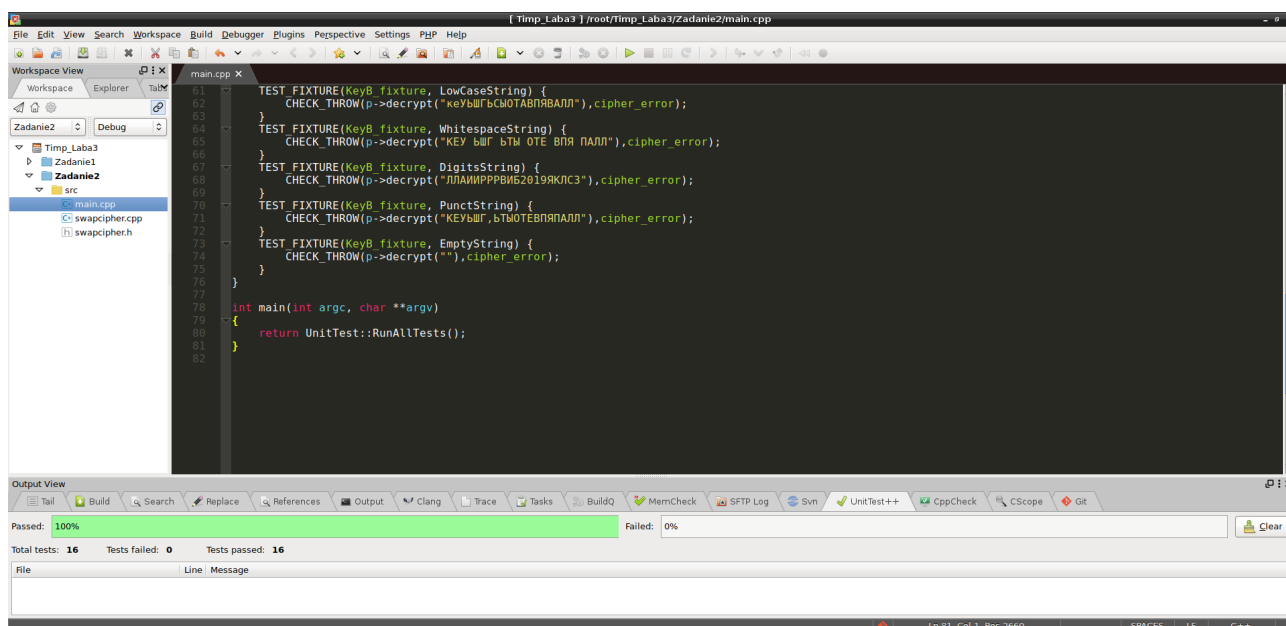 [ Timp_Laba3 ] /root/Timp_Laba3/Zadanie2/main.cpp
File Edit View Search Workspace Build Debugger Plugins Perspective Settings PHP Help
Workspace View
main.cpp
Workspace Explorer
Zadanie2 Debug
Timp_Laba3
Zadanie1
Zadanie2
src
main.cpp
swapcipher.cpp
swapcipher.h
61 TEST_FIXTURE(KeyB_fixture, LowCaseString) {
62 CHECK_THROW(p->decrypt("кеУЬШГЬСЫОТАВПЯВАЛЛ"),cipher_error);
63 }
64 TEST_FIXTURE(KeyB_fixture, WhitespaceString) {
65 CHECK_THROW(p->decrypt("КЕУ ЬШГ ЬТЫ ОТЕ ВПЯ ПАЛЛ"),cipher_error);
66 }
67 TEST_FIXTURE(KeyB_fixture, DigitsString) {
68 CHECK_THROW(p->decrypt("ЛЛАИИРРРВИБ2019ЯКЛСЗ"),cipher_error);
69 }
70 TEST_FIXTURE(KeyB_fixture, PunctString) {
71 CHECK_THROW(p->decrypt("КЕУЬШГ,ЬТЫОТЕВПЯПАЛЛ"),cipher_error);
72 }
73 TEST_FIXTURE(KeyB_fixture, EmptyString) {
74 CHECK_THROW(p->decrypt(""),cipher_error);
75 }
76 }
77
78 int main(int argc, char **argv)
79 {
80 return UnitTest::RunAllTests();
81 }
82
Output View
Tail Build Search Replace References Output Clang Trace Tasks BuildQ MemCheck SFTP Log Svn UnitTest++ CppCheck CScope Git
Passed: 100% Failed: 0% Clear
Total tests: 16 Tests failed: 0 Tests passed: 16
File Line Message